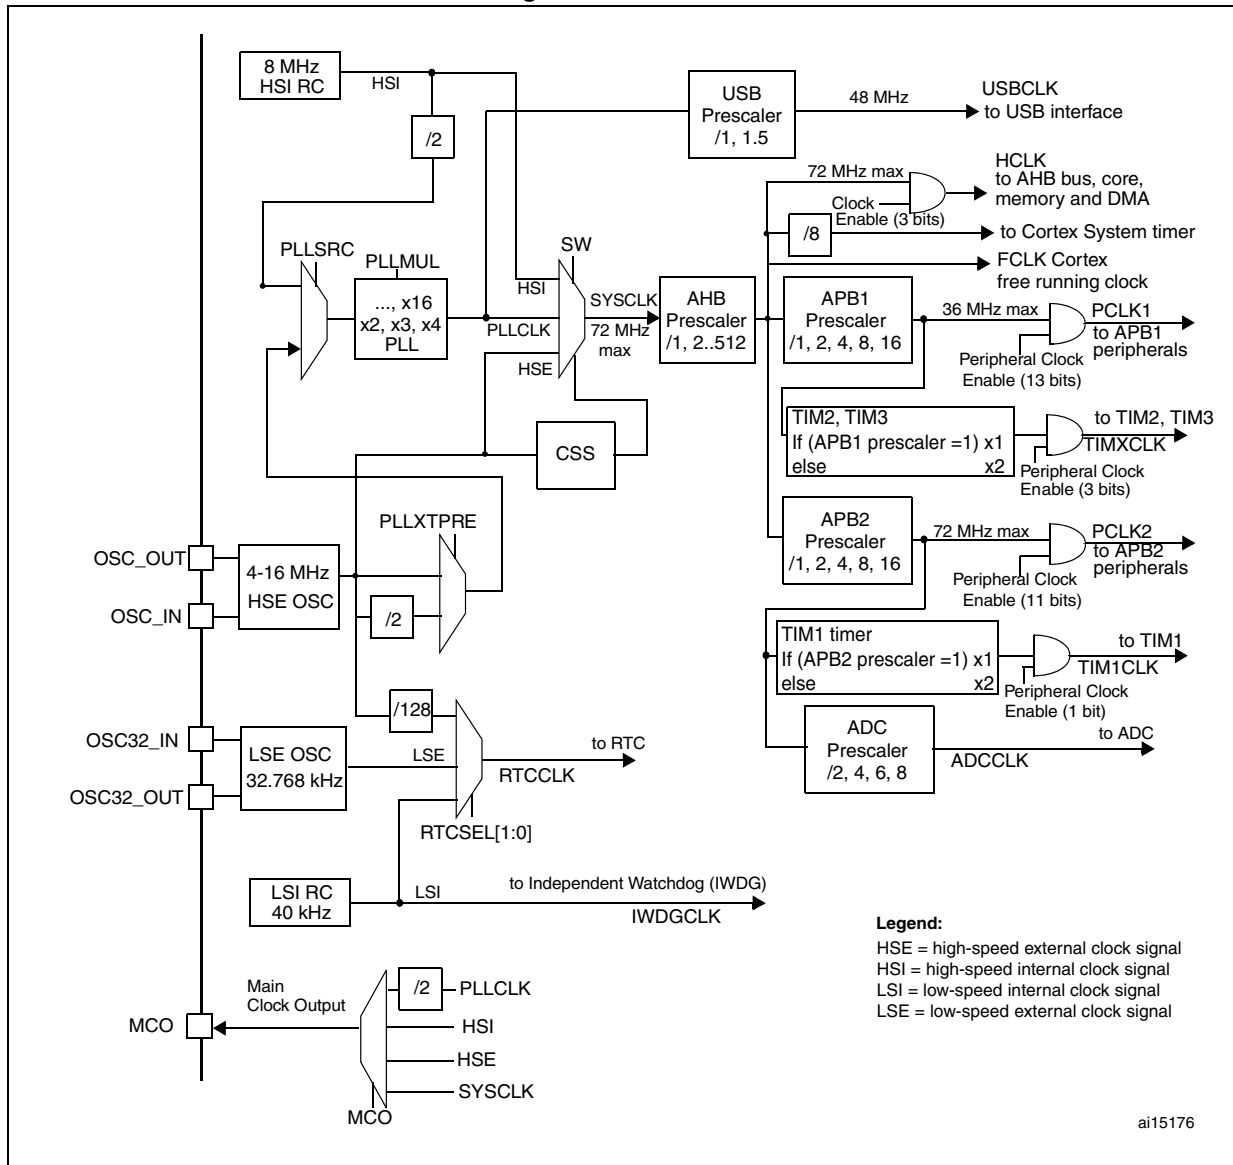 8 MHz
HSI RC
HSI
/2
USB
Prescaler
/1, 1.5
48 MHz
USBCLK
to USB interface
72 MHz max
Clock
Enable (3 bits)
HCLK
to AHB bus, core,
memory and DMA
/8
to Cortex System timer
FCLK Cortex
free running clock
PLLSRC
PLLMUL
..., x16
x2, x3, x4
PLL
SW
HSI
PLLCLK
HSE
SYSCLK
72 MHz
max
AHB
Prescaler
/1, 2..512
APB1
Prescaler
/1, 2, 4, 8, 16
36 MHz max
PCLK1
to APB1
peripherals
Peripheral Clock
Enable (13 bits)
TIM2, TIM3
If (APB1 prescaler =1) x1
else x2
to TIM2, TIM3
TIMXCLK
Peripheral Clock
Enable (3 bits)
CSS
PLLXTPRE
OSC_OUT
OSC_IN
4-16 MHz
HSE OSC
/2
APB2
Prescaler
/1, 2, 4, 8, 16
72 MHz max
PCLK2
to APB2
peripherals
Peripheral Clock
Enable (11 bits)
TIM1 timer
If (APB2 prescaler =1) x1
else x2
to TIM1
TIM1CLK
Peripheral Clock
Enable (1 bit)
/128
OSC32_IN
OSC32_OUT
LSE OSC
32.768 kHz
LSE
to RTC
RTCCLK
RTCSEL[1:0]
ADC
Prescaler
/2, 4, 6, 8
to ADC
ADCCLK
LSI RC
40 kHz
LSI
to Independent Watchdog (IWDG)
IWDGCLK
Legend:
HSE = high-speed external clock signal
HSI = high-speed internal clock signal
LSI = low-speed internal clock signal
LSE = low-speed external clock signal
Main
Clock Output
MCO
/2
PLLCLK
HSI
HSE
SYSCLK
MCO
ai15176